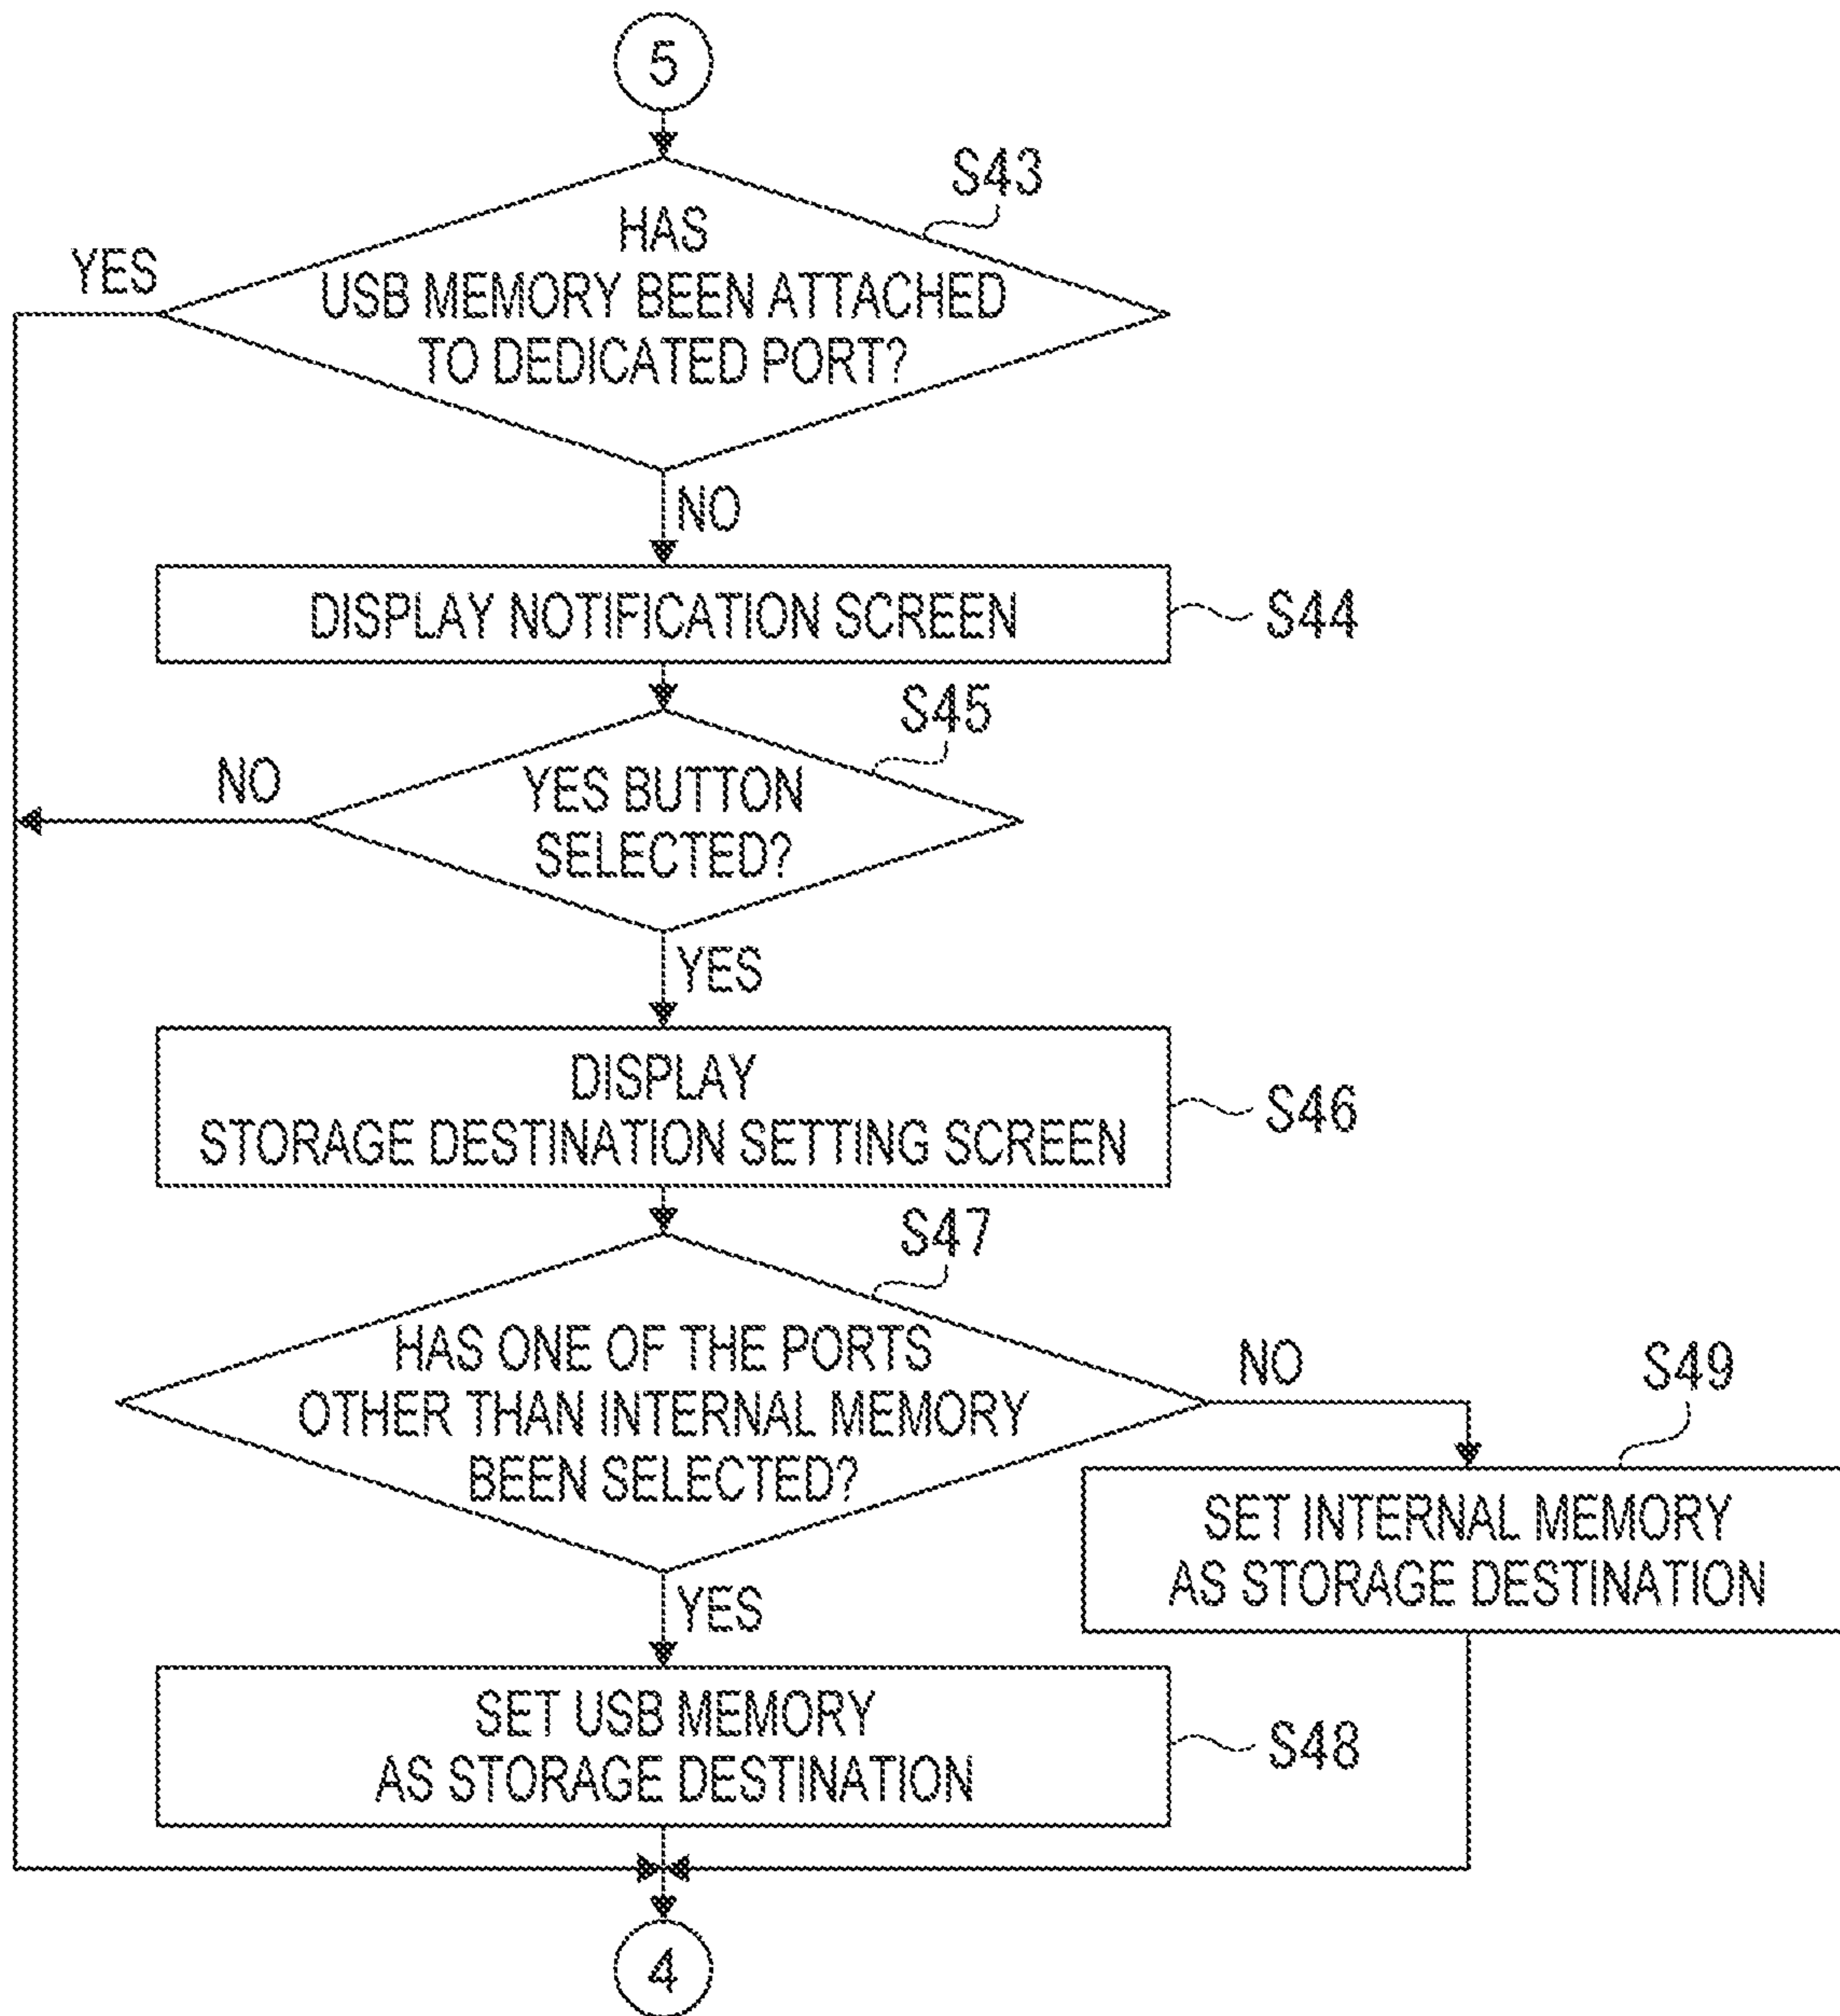 5
S43
HAS
USB MEMORY BEEN ATTACHED
TO DEDICATED PORT?
YES
NO
DISPLAY NOTIFICATION SCREEN
S44
S45
YES BUTTON
SELECTED?
NO
YES
DISPLAY
STORAGE DESTINATION SETTING SCREEN
S46
S47
HAS ONE OF THE PORTS
OTHER THAN INTERNAL MEMORY
BEEN SELECTED?
NO
S49
SET INTERNAL MEMORY
AS STORAGE DESTINATION
YES
SET USB MEMORY
AS STORAGE DESTINATION
S48
4